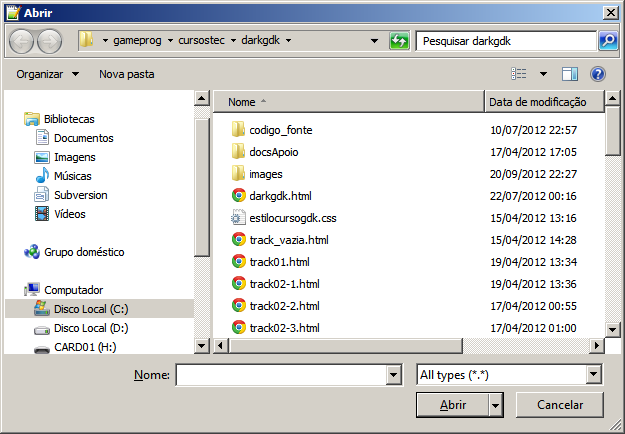 Abrir
gameprog cursostec darkgdk
Pesquisar darkgdk
Organizar Nova pasta
Bibliotecas
Documentos
Imagens
Músicas
Subversion
Vídeos
Grupo doméstico
Computador
Disco Local (C:)
Disco Local (D:)
CARD01 (H:)
Nome Data de modificação
codigo_fonte 10/07/2012 22:57
docsApoio 17/04/2012 17:05
images 20/09/2012 22:27
darkgdk.html 22/07/2012 00:16
estilocursogdk.css 15/04/2012 13:16
track_vazia.html 15/04/2012 14:28
track01.html 19/04/2012 13:34
track02-1.html 19/04/2012 13:36
track02-2.html 17/04/2012 00:55
track02-3.html 17/04/2012 01:00
Nome: All types (*.*)
Abrir Cancelar